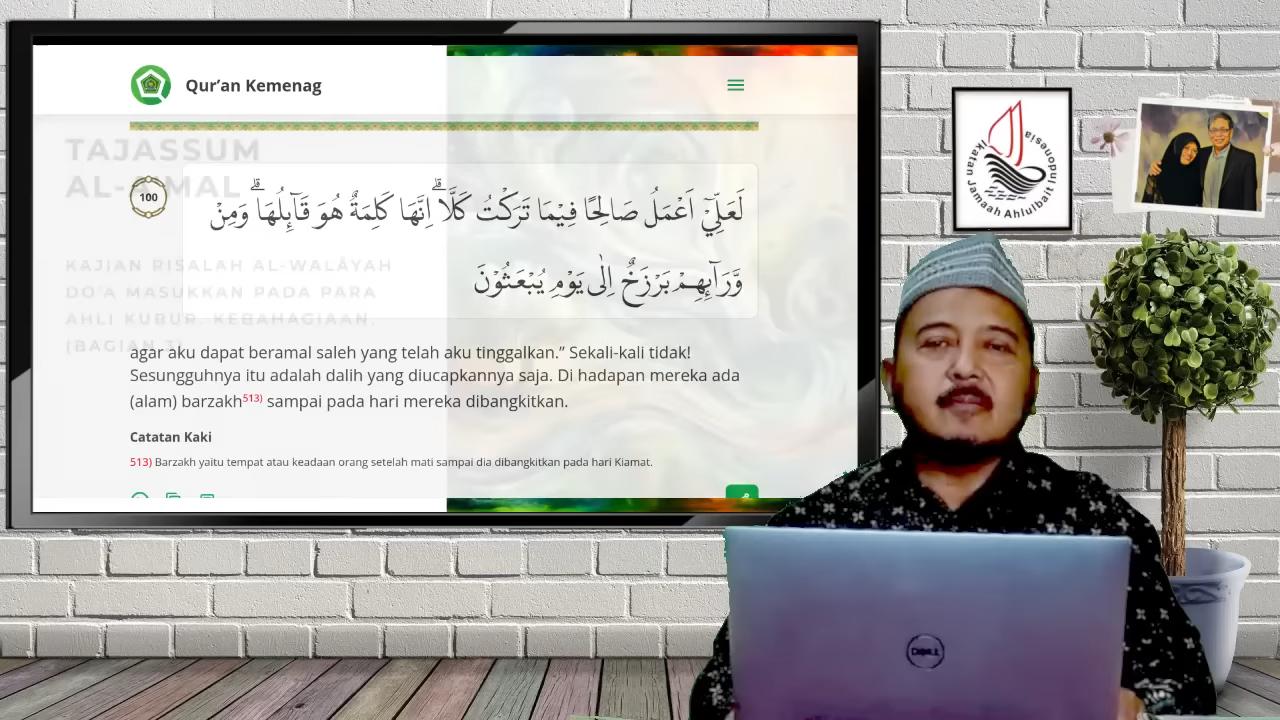 Qur'an Kemenag
TAJASSUM
AL-A'MAL
100
لَعَلِّيْٓ اَعْمَلُ صَالِحًا فِيْمَا تَرَكْتُ كَلَّاۗ اِنَّهَا كَلِمَةٌ هُوَ قَاۤىِٕلُهَاۗ وَمِنْ
وَّرَاۤىِٕهِمْ بَرْزَخٌ اِلٰى يَوْمِ يُبْعَثُوْنَ
KAJIAN RISALAH AL-WALÂYAH
DO'A MASUKKAN PADA PARA
AHLI KUBUR. KEBAHAGIAAN.
(BAGIAN
agar aku dapat beramal saleh yang telah aku tinggalkan.” Sekali-kali tidak!
Sesungguhnya itu adalah dalih yang diucapkannya saja. Di hadapan mereka ada
(alam) barzakh513) sampai pada hari mereka dibangkitkan.
Catatan Kaki
513) Barzakh yaitu tempat atau keadaan orang setelah mati sampai dia dibangkitkan pada hari Kiamat.
Ikatan Jamaah Ahlulbait Indonesia
DELL